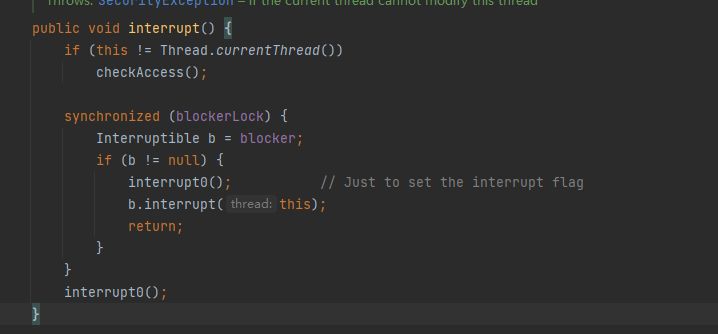 Throws: SecurityException – if the current thread cannot modify this thread
public void interrupt() {
if (this != Thread.currentThread())
checkAccess();
synchronized (blockerLock) {
Interruptible b = blocker;
if (b != null) {
interrupt0(); // Just to set the interrupt flag
b.interrupt( thread: this);
return;
}
}
interrupt0();
}